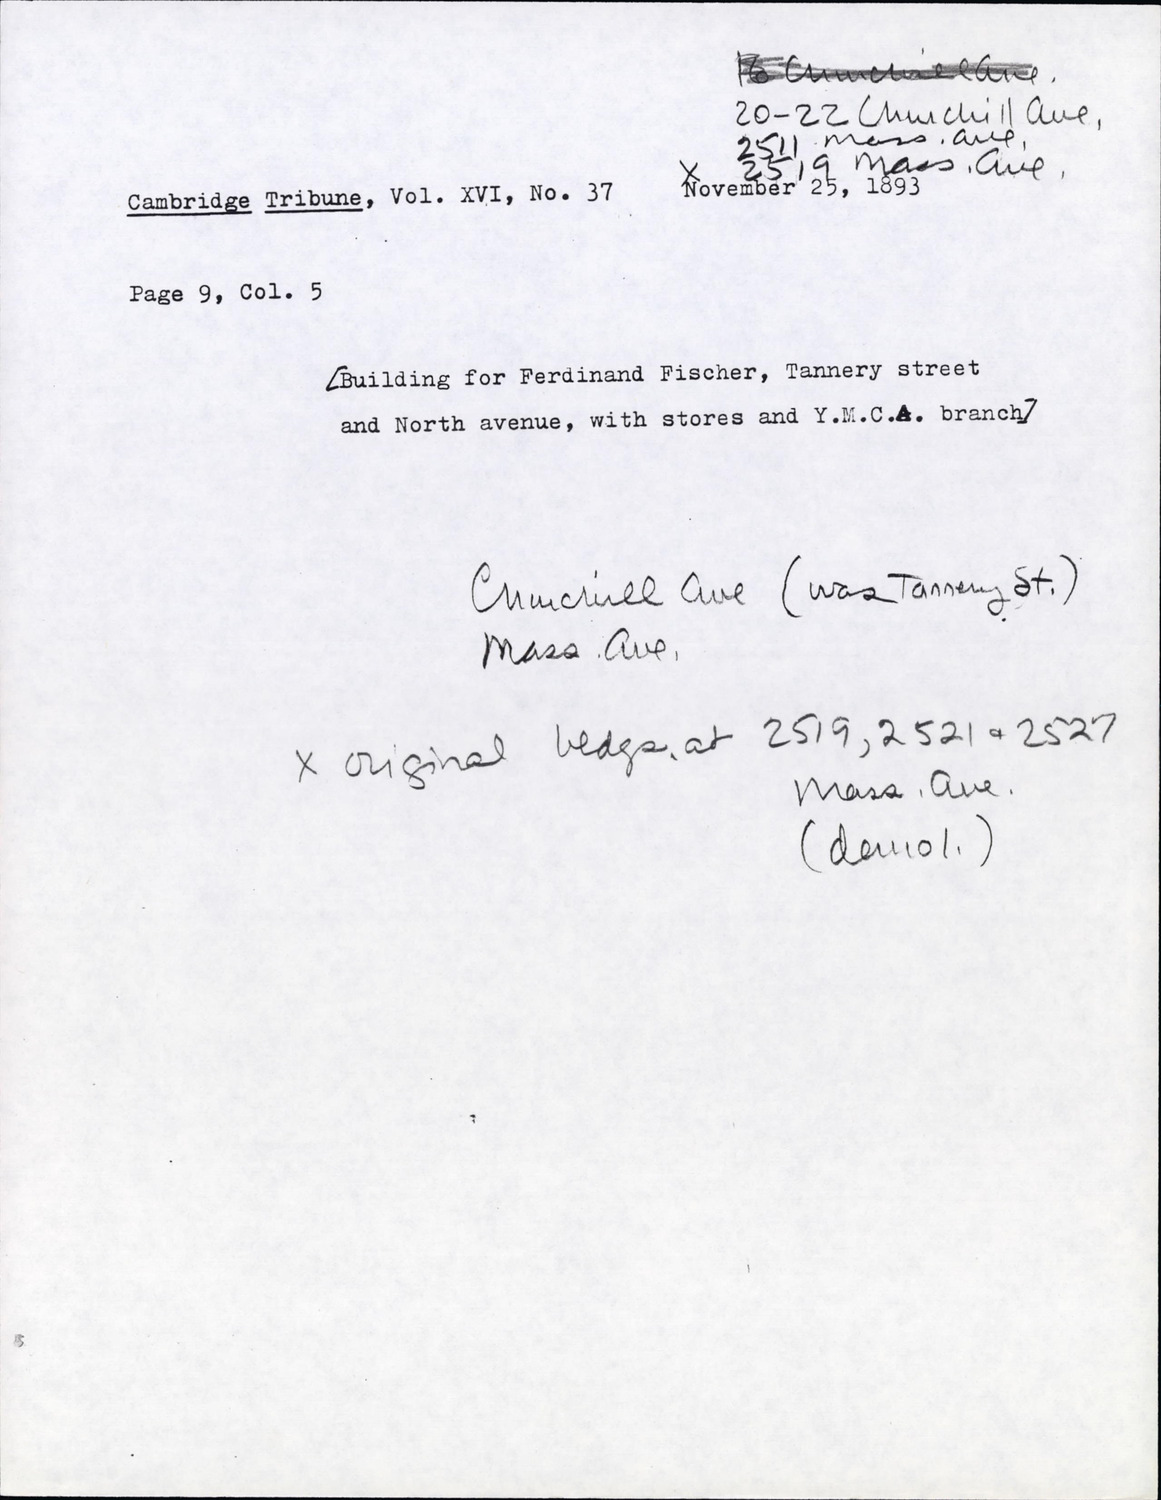 16 Churchill Ave.
20-22 Churchill Ave,
2511 Mass. Ave,
x 2519 Mass. Ave,
Cambridge Tribune, Vol. XVI, No. 37 November 25, 1893
Page 9, Col. 5
[Building for Ferdinand Fischer, Tannery street
and North avenue, with stores and Y.M.C.A. branch]
Churchill Ave (was Tannery St.)
Mass. Ave.
x original bldgs. at 2519, 2521 + 2527
Mass. Ave.
(demol.)